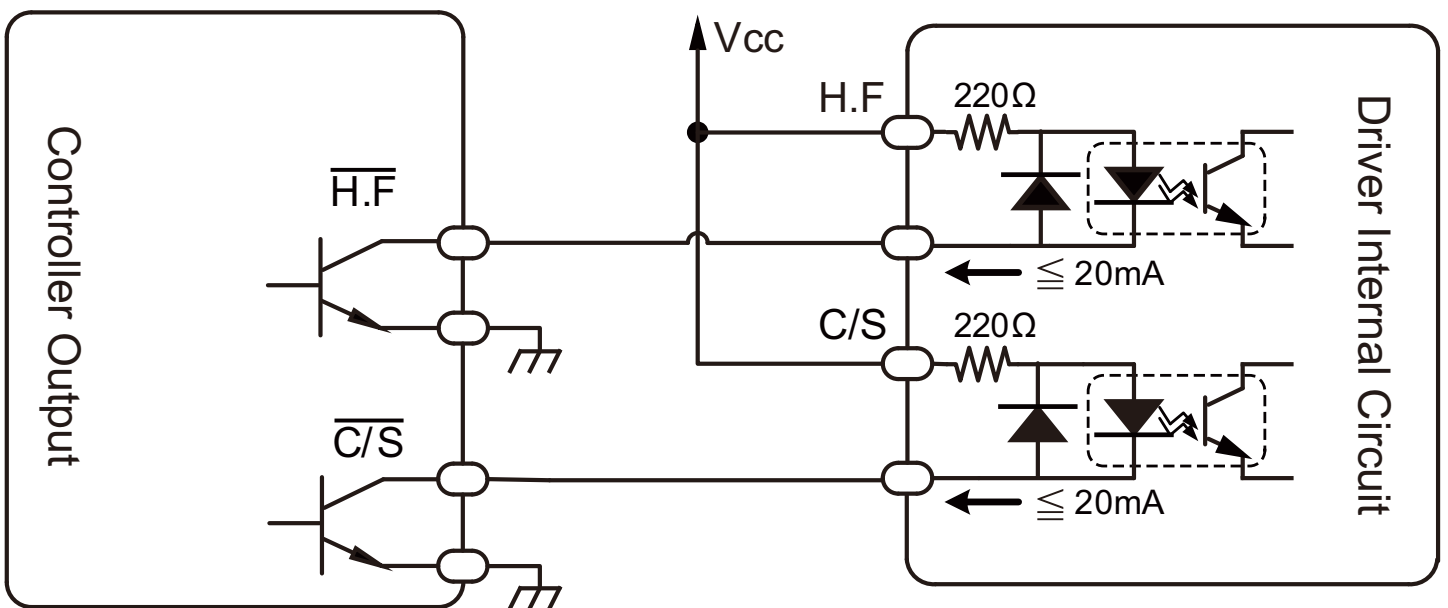 Controller Output
H.F
C/S
Vcc
H.F
220Ω
≦ 20mA
C/S
220Ω
≦ 20mA
Driver Internal Circuit